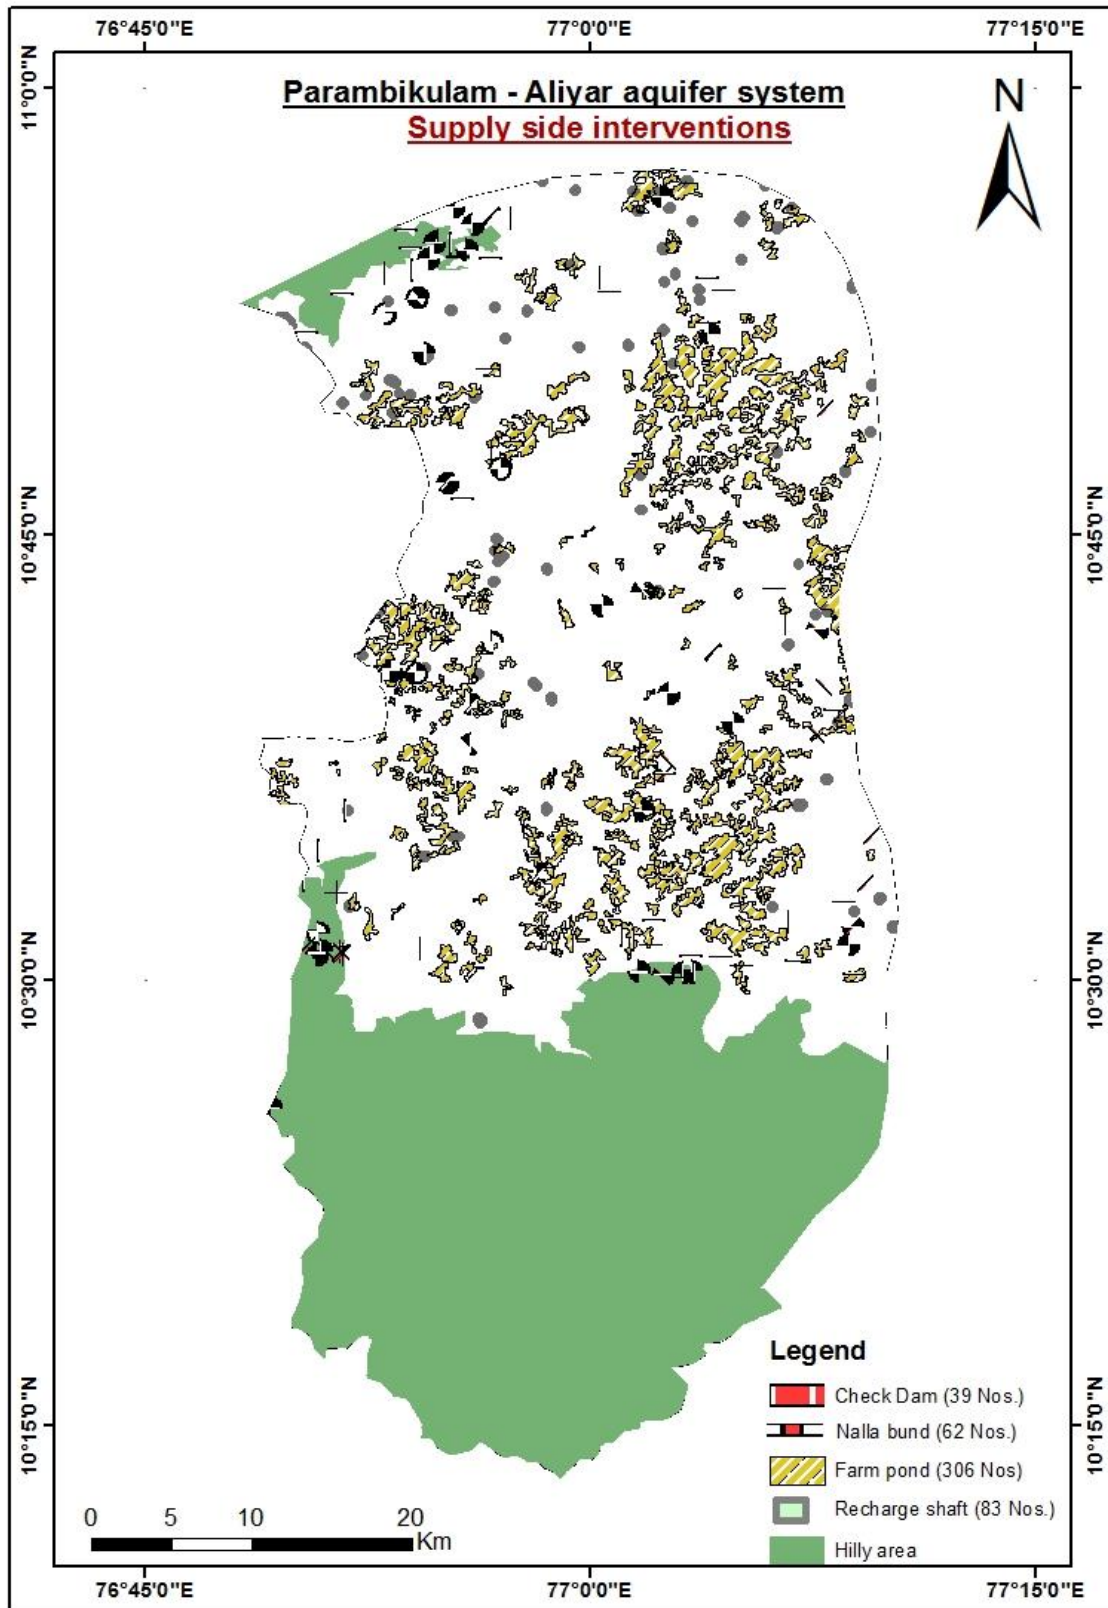 76°45'0"E 77°0'0"E 77°15'0"E
11°0'0"N
Parambikulam - Aliyar aquifer system
Supply side interventions
N
10°45'0"N 10°45'0"N
10°30'0"N 10°30'0"N
Legend
Check Dam (39 Nos.)
10°15'0"N 10°15'0"N
Nalla bund (62 Nos.)
Farm pond (306 Nos)
Recharge shaft (83 Nos.)
Hilly area
0 5 10 20
Km
76°45'0"E 77°0'0"E 77°15'0"E